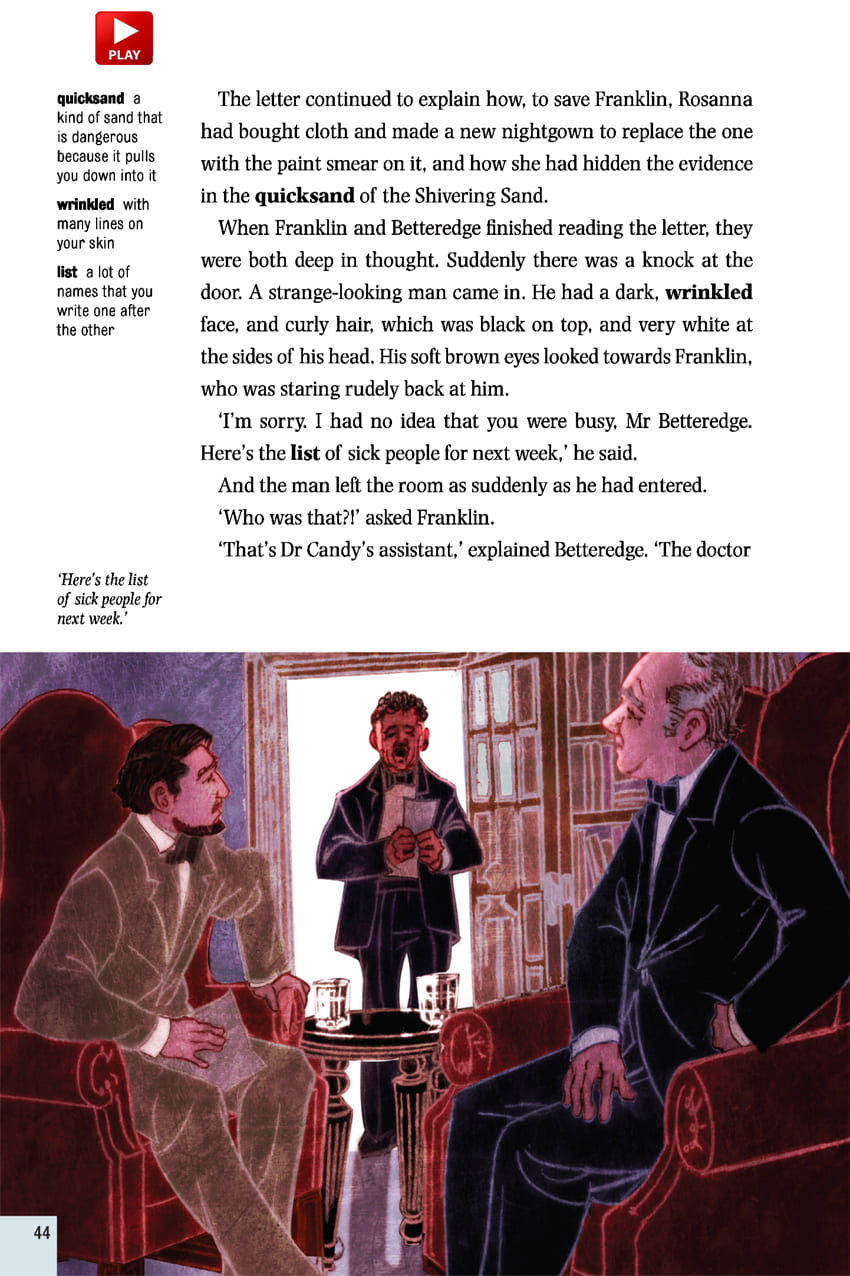 PLAY
quicksand a
kind of sand that
is dangerous
because it pulls
you down into it
wrinkled with
many lines on
your skin
list a lot of
names that you
write one after
the other
The letter continued to explain how, to save Franklin, Rosanna
had bought cloth and made a new nightgown to replace the one
with the paint smear on it, and how she had hidden the evidence
in the quicksand of the Shivering Sand.
When Franklin and Betteredge finished reading the letter, they
were both deep in thought. Suddenly there was a knock at the
door. A strange-looking man came in. He had a dark, wrinkled
face, and curly hair, which was black on top, and very white at
the sides of his head. His soft brown eyes looked towards Franklin,
who was staring rudely back at him.
‘I’m sorry. I had no idea that you were busy, Mr Betteredge.
Here’s the list of sick people for next week,’ he said.
And the man left the room as suddenly as he had entered.
‘Who was that?!’ asked Franklin.
‘That’s Dr Candy’s assistant,’ explained Betteredge. ‘The doctor
‘Here’s the list
of sick people for
next week.’
44